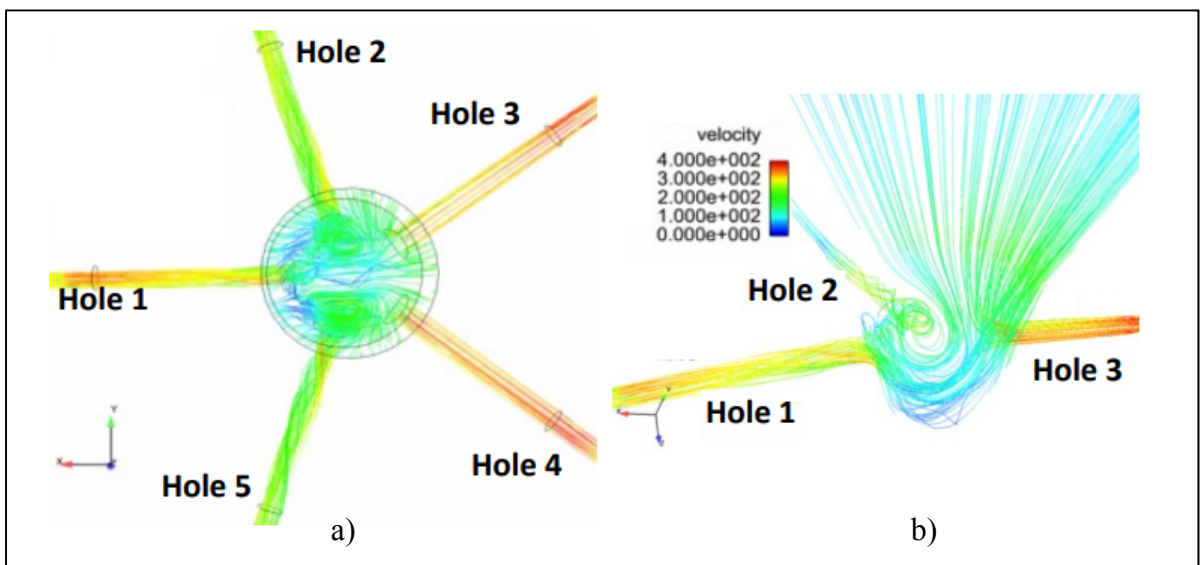 Hole 2
Hole 3
Hole 1
Hole 4
Hole 5
X
Y
a)
velocity
4.000e+002
3.000e+002
2.000e+002
1.000e+002
0.000e+000
Hole 2
Hole 3
Hole 1
X
Y
Z
b)